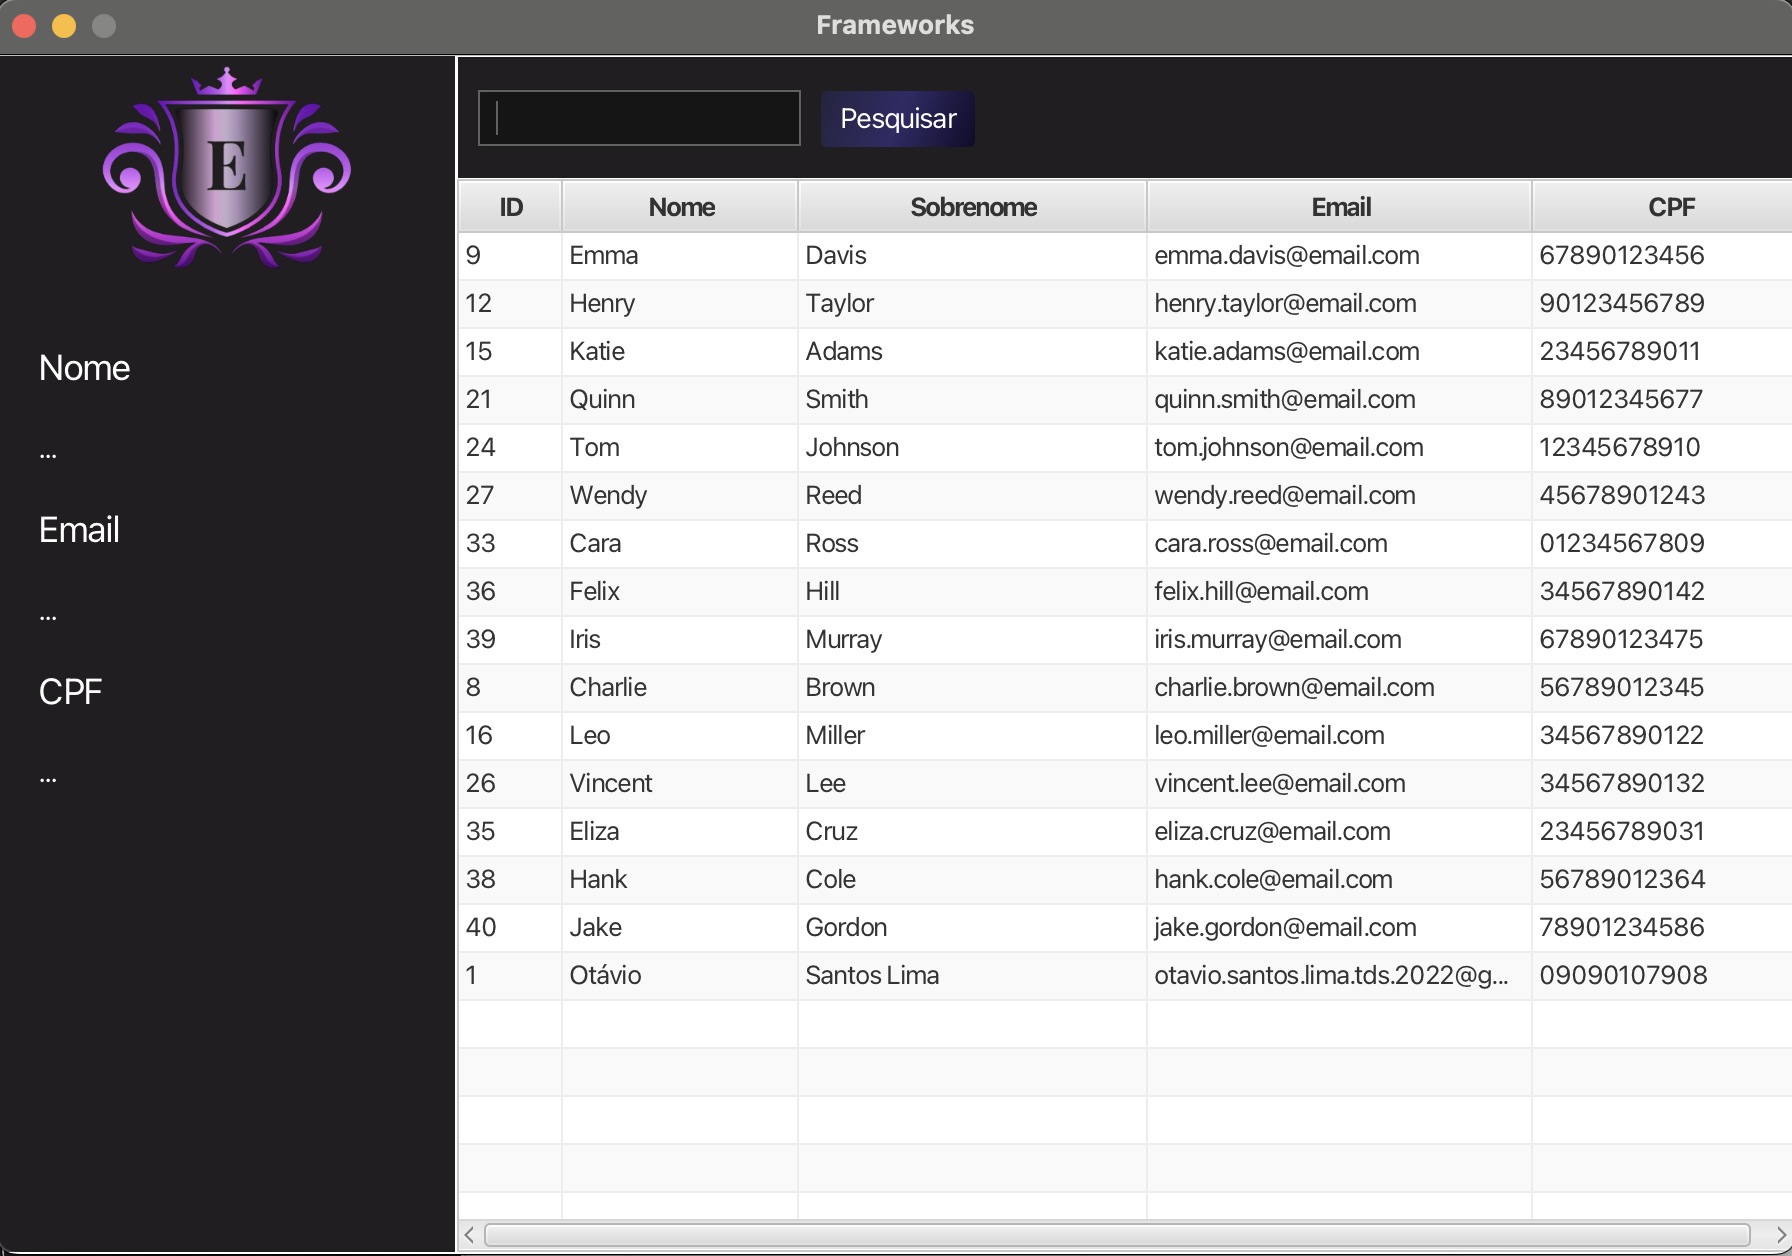 Frameworks
E
Nome
...
Email
...
CPF
...
Pesquisar
ID Nome Sobrenome Email CPF
9 Emma Davis emma.davis@email.com 67890123456
12 Henry Taylor henry.taylor@email.com 90123456789
15 Katie Adams katie.adams@email.com 23456789011
21 Quinn Smith quinn.smith@email.com 89012345677
24 Tom Johnson tom.johnson@email.com 12345678910
27 Wendy Reed wendy.reed@email.com 45678901243
33 Cara Ross cara.ross@email.com 01234567809
36 Felix Hill felix.hill@email.com 34567890142
39 Iris Murray iris.murray@email.com 67890123475
8 Charlie Brown charlie.brown@email.com 56789012345
16 Leo Miller leo.miller@email.com 34567890122
26 Vincent Lee vincent.lee@email.com 34567890132
35 Eliza Cruz eliza.cruz@email.com 23456789031
38 Hank Cole hank.cole@email.com 56789012364
40 Jake Gordon jake.gordon@email.com 78901234586
1 Otávio Santos Lima otavio.santos.lima.tds.2022@g... 09090107908